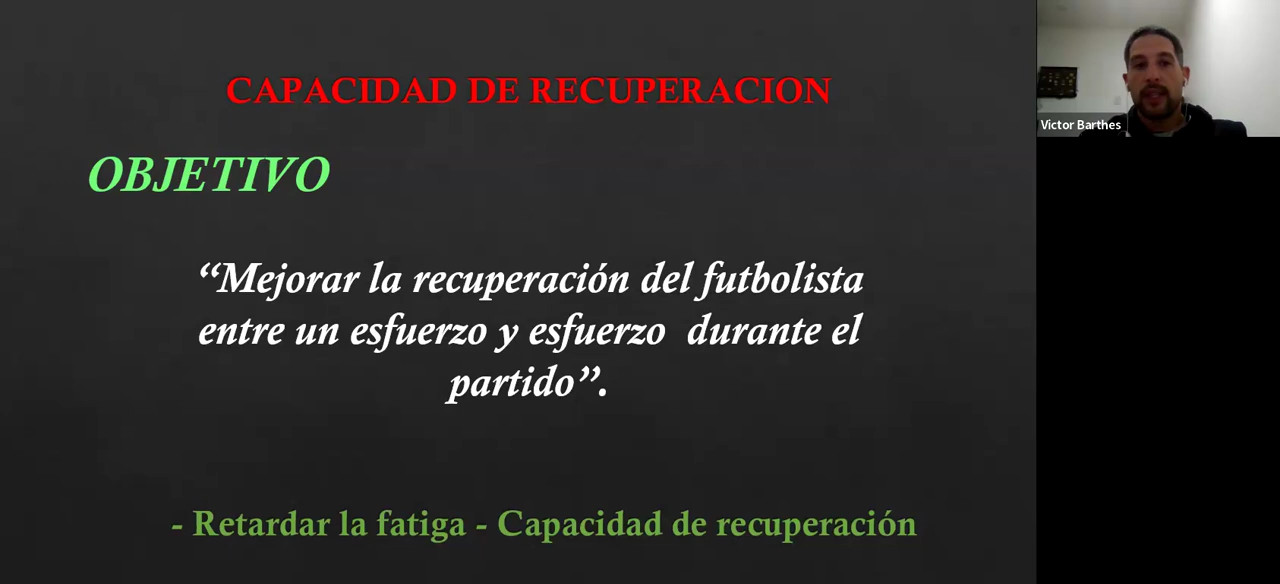 CAPACIDAD DE RECUPERACION
OBJETIVO
“Mejorar la recuperación del futbolista
entre un esfuerzo y esfuerzo durante el
partido”.
- Retardar la fatiga - Capacidad de recuperación
Victor Barthes